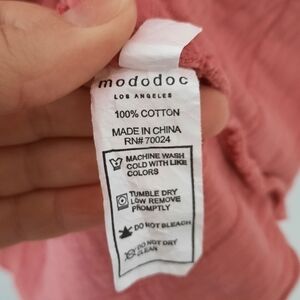 mododoc
LOS ANGELES
100% COTTON
MADE IN CHINA
RN# 70024
MACHINE WASH
COLD WITH LIKE
COLORS
TUMBLE DRY
LOW REMOVE
PROMPTLY
DO NOT BLEACH
DO NOT DRY
CLEAN